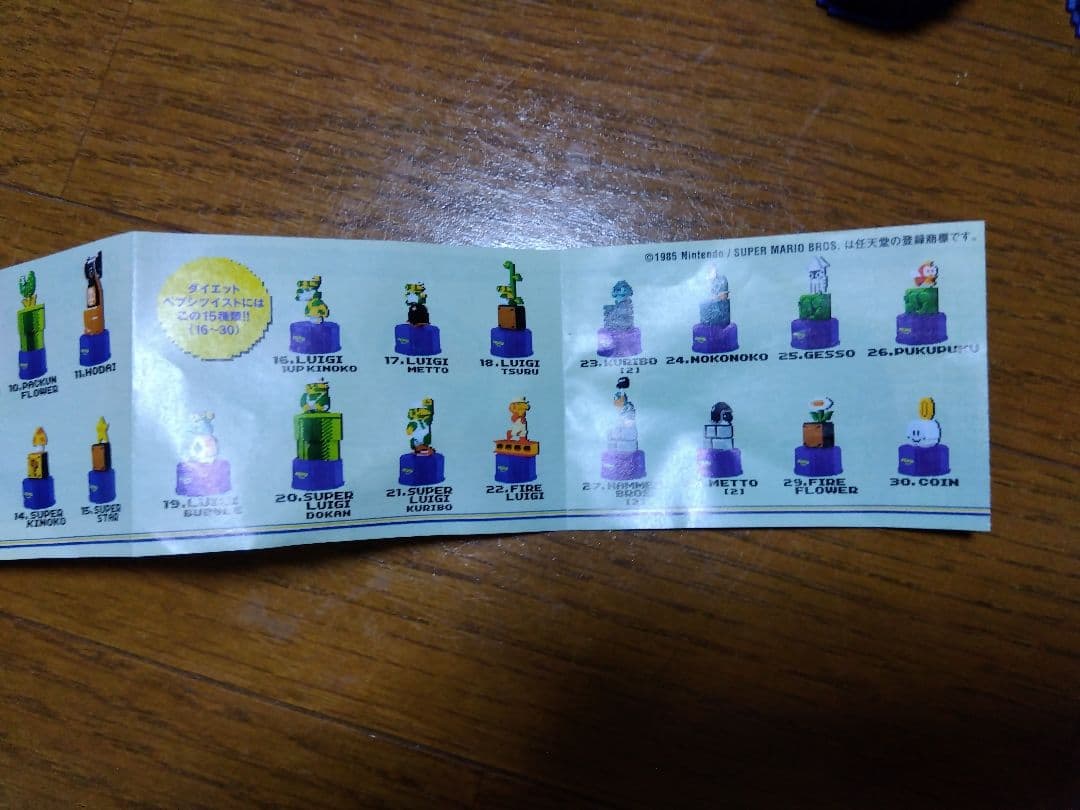 ©1985 Nintendo / SUPER MARIO BROS. は任天堂の登録商標です。
ダイエット
ペプシツイストには
この15種類!!
(16〜30)
10.PACKUN
FLOWER
11.HODAI
16.LUIGI
1UP KINOKO
17.LUIGI
METTO
18.LUIGI
TSURU
23.KURIBO
[2]
24.NOKONOKO
25.GESSO
26.PUKUPUKU
14.SUPER
KINOKO
15.SUPER
STAR
19.LUIGI
20.SUPER
LUIGI
DOKAN
21.SUPER
LUIGI
KURIBO
22.FIRE
LUIGI
27.HAMMER
BROS
[2]
METTO
[2]
29.FIRE
FLOWER
30.COIN